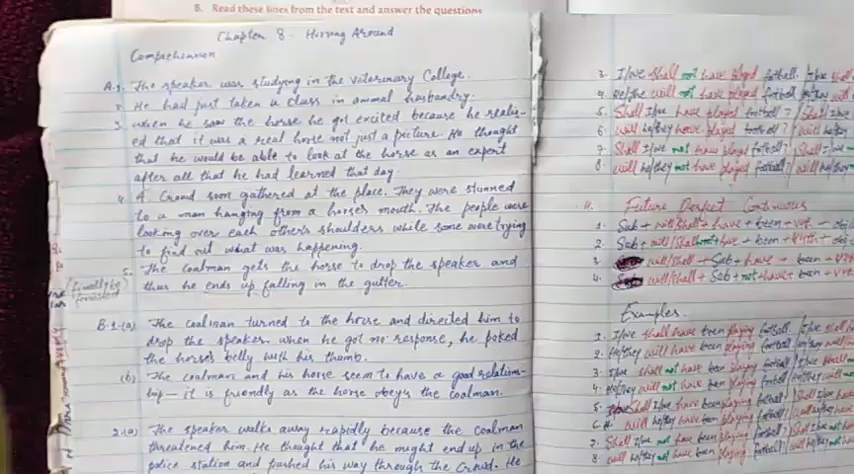 B. Read these lines from the text and answer the questions
Chapter 8 - Horsing Around
Comprehension
A.1. The speaker was studying in the Veterinary College.
2. He had just taken a class in animal husbandry.
3. When he saw the horse he got excited because he realis-
ed that it was a real horse not just a picture. He thought
that he would be able to look at the horse as an expert
after all that he had learned that day.
4. A Crowd soon gathered at the place. They were stunned
to a man hanging from a horse's mouth. The people were
looking over each other's shoulders while some were trying
to find out what was happening.
5. The coalman gets the horse to drop the speaker and
thus he ends up falling in the gutter.
B.1.(a) The coalman turned to the horse and directed him to
drop the speaker. When he got no response, he poked
the horse's belly with his thumb.
(b) The coalman and his horse seem to have a good relation-
ship - it is friendly as the horse obeys the coalman.
2.(a) The speaker walks away rapidly because the coalman
threatened him. He thought that he might end up in the
police station and pushed his way through the Crowd. He
3. I/we shall not have played football.
4. He/they will not have played football
5. Shall I/we have played football?
6. will he/they have played football?
7. Shall I/we not have played football?
8. will he/they not have played football?
4. Future Perfect Continuous
1. Sub + will/shall + have + been + V4th + obj
2. Sub + will/shall + not + have + been + V4th + obj
3. will/shall + Sub + have + been + V4th
4. will/shall + Sub + not + have + been + V4th
Examples.
1. I/we shall have been playing football.
2. He/they will have been playing football
3. I/we shall not have been playing football
4. He/they will not have been playing football
5. Shall I/we have been playing football?
6. will he/they have been playing football?
7. Shall I/we not have been playing football?
8. will he/they not have been playing football?